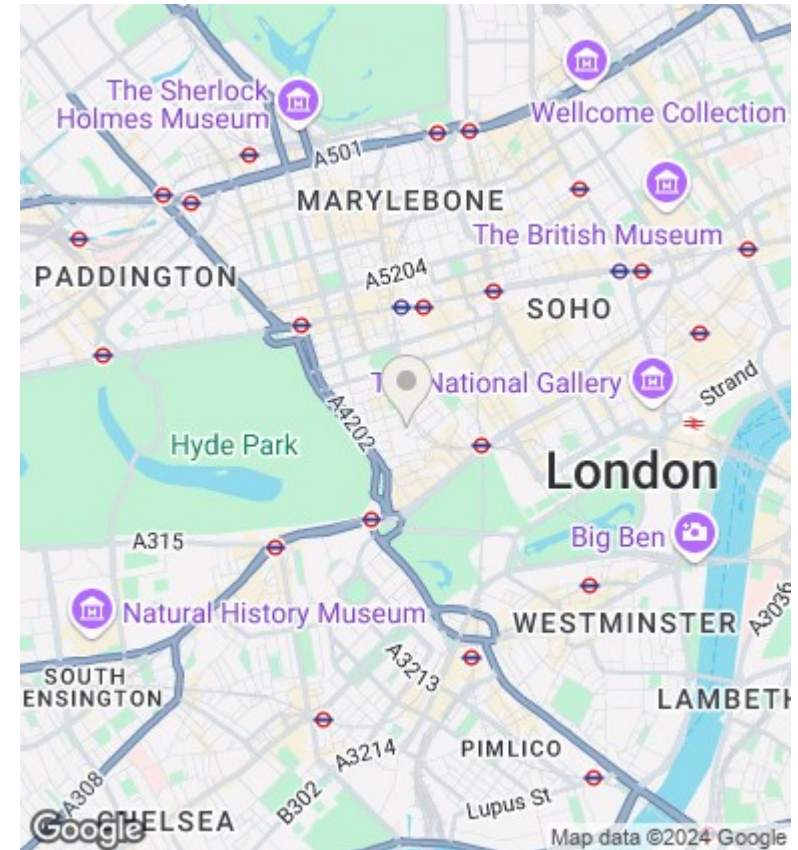 The Sherlock
Holmes Museum
Wellcome Collection
A501
MARYLEBONE
The British Museum
PADDINGTON
A5204
SOHO
National Gallery
Strand
A4202
Hyde Park
London
A315
Big Ben
Natural History Museum
WESTMINSTER
A3036
SOUTH
ENSINGTON
A3213
LAMBETH
A3214
PIMLICO
A308
B302
Lupus St
Google
HELSEA
Map data ©2024 Google